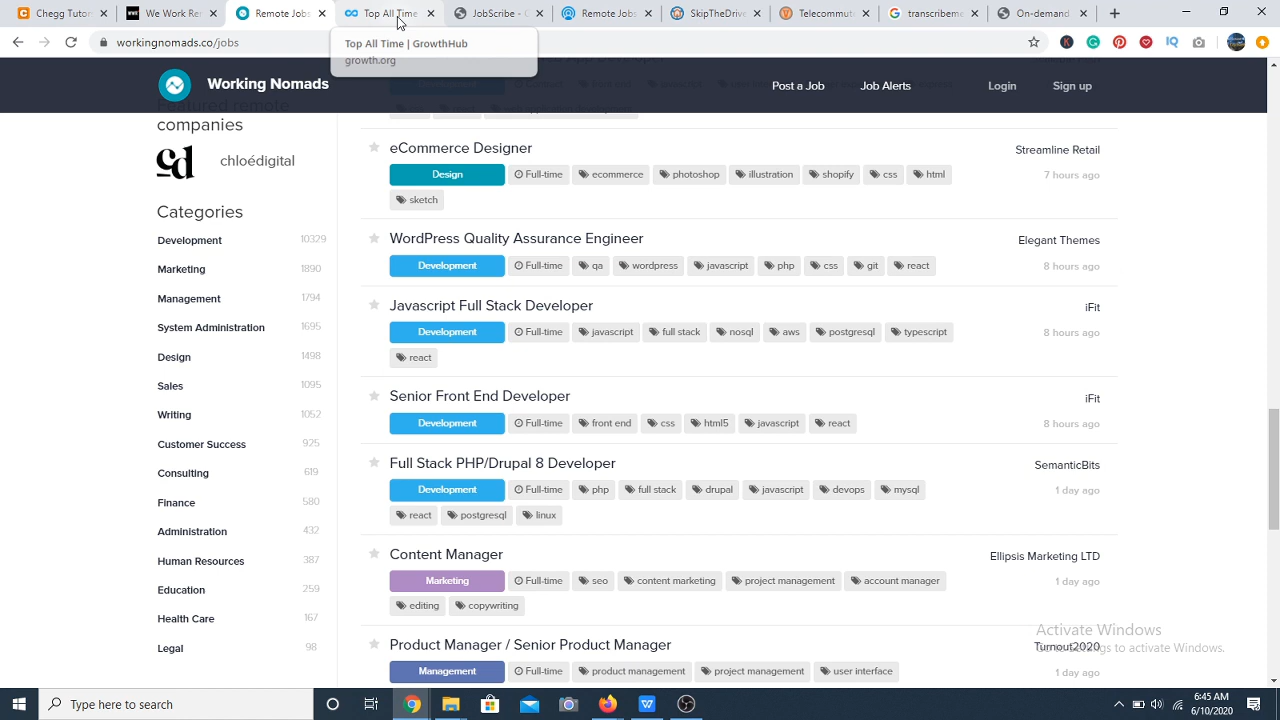 Chegg Tutor
WWR
Remote Jobs
Top All Time
JobScribe -
Remote Jobs
SkipTheDrive
Top All Time | GrowthHub
growth.org
workingnomads.co/jobs
Working Nomads
Post a Job
Job Alerts
Login
Sign up
Featured remote
companies
chloédigital
Categories
Development 10329
Marketing 1890
Management 1794
System Administration 1695
Design 1498
Sales 1095
Writing 1052
Customer Success 925
Consulting 619
Finance 580
Administration 432
Human Resources 387
Education 259
Health Care 167
Legal 98
eCommerce Designer
Streamline Retail
Design Full-time ecommerce photoshop illustration shopify css html
7 hours ago
sketch
WordPress Quality Assurance Engineer
Elegant Themes
Development Full-time qa wordpress javascript php css git react
8 hours ago
Javascript Full Stack Developer
iFit
Development Full-time javascript full stack nosql aws postgresql typescript
8 hours ago
react
Senior Front End Developer
iFit
Development Full-time front end css html5 javascript react
8 hours ago
Full Stack PHP/Drupal 8 Developer
SemanticBits
Development Full-time php full stack drupal javascript devops mysql
1 day ago
react postgresql linux
Content Manager
Ellipsis Marketing LTD
Marketing Full-time seo content marketing project management account manager
1 day ago
editing copywriting
Product Manager / Senior Product Manager
Turnout2020
Management Full-time product management project management user interface
1 day ago
Activate Windows
Go to Settings to activate Windows.
Type here to search
6:45 AM
6/10/2020